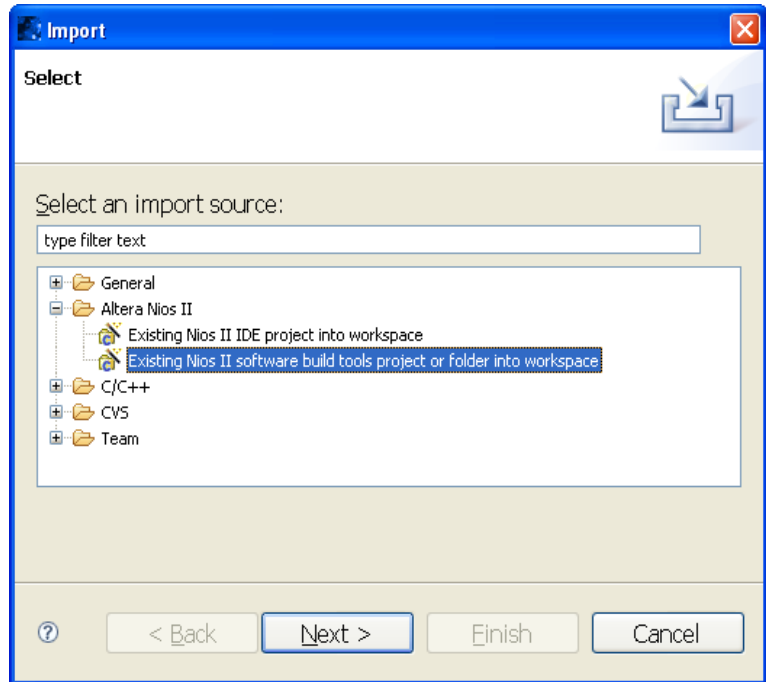 Import
Select
Select an import source:
type filter text
General
Altera Nios II
Existing Nios II IDE project into workspace
Existing Nios II software build tools project or folder into workspace
C/C++
CVS
Team
? < Back Next > Finish Cancel